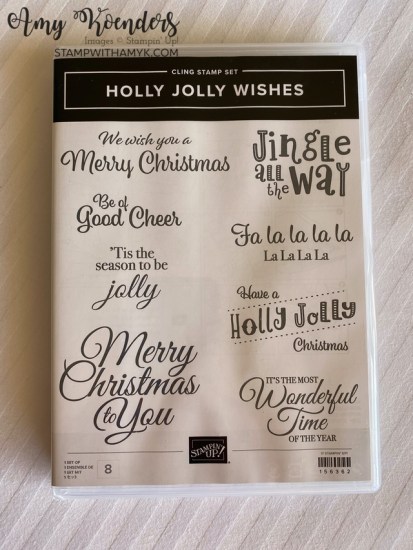 Amy Koenders
Images © Stampin' Up!
STAMPWITHAMYK.COM
CLING STAMP SET
HOLLY JOLLY WISHES
We wish you a
Merry Christmas
Jingle
all
the
way
Be of
Good Cheer
Fa la la la la
La La La La
'Tis the
season to be
jolly
Have a
Holly Jolly
Christmas
Merry
Christmas
to
You
IT'S THE MOST
Wonderful
Time
OF THE YEAR
STAMPIN' UP!
8
156362